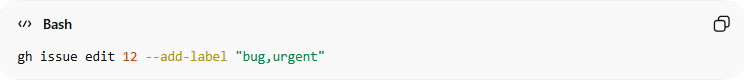 Bash
gh issue edit 12 --add-label "bug,urgent"